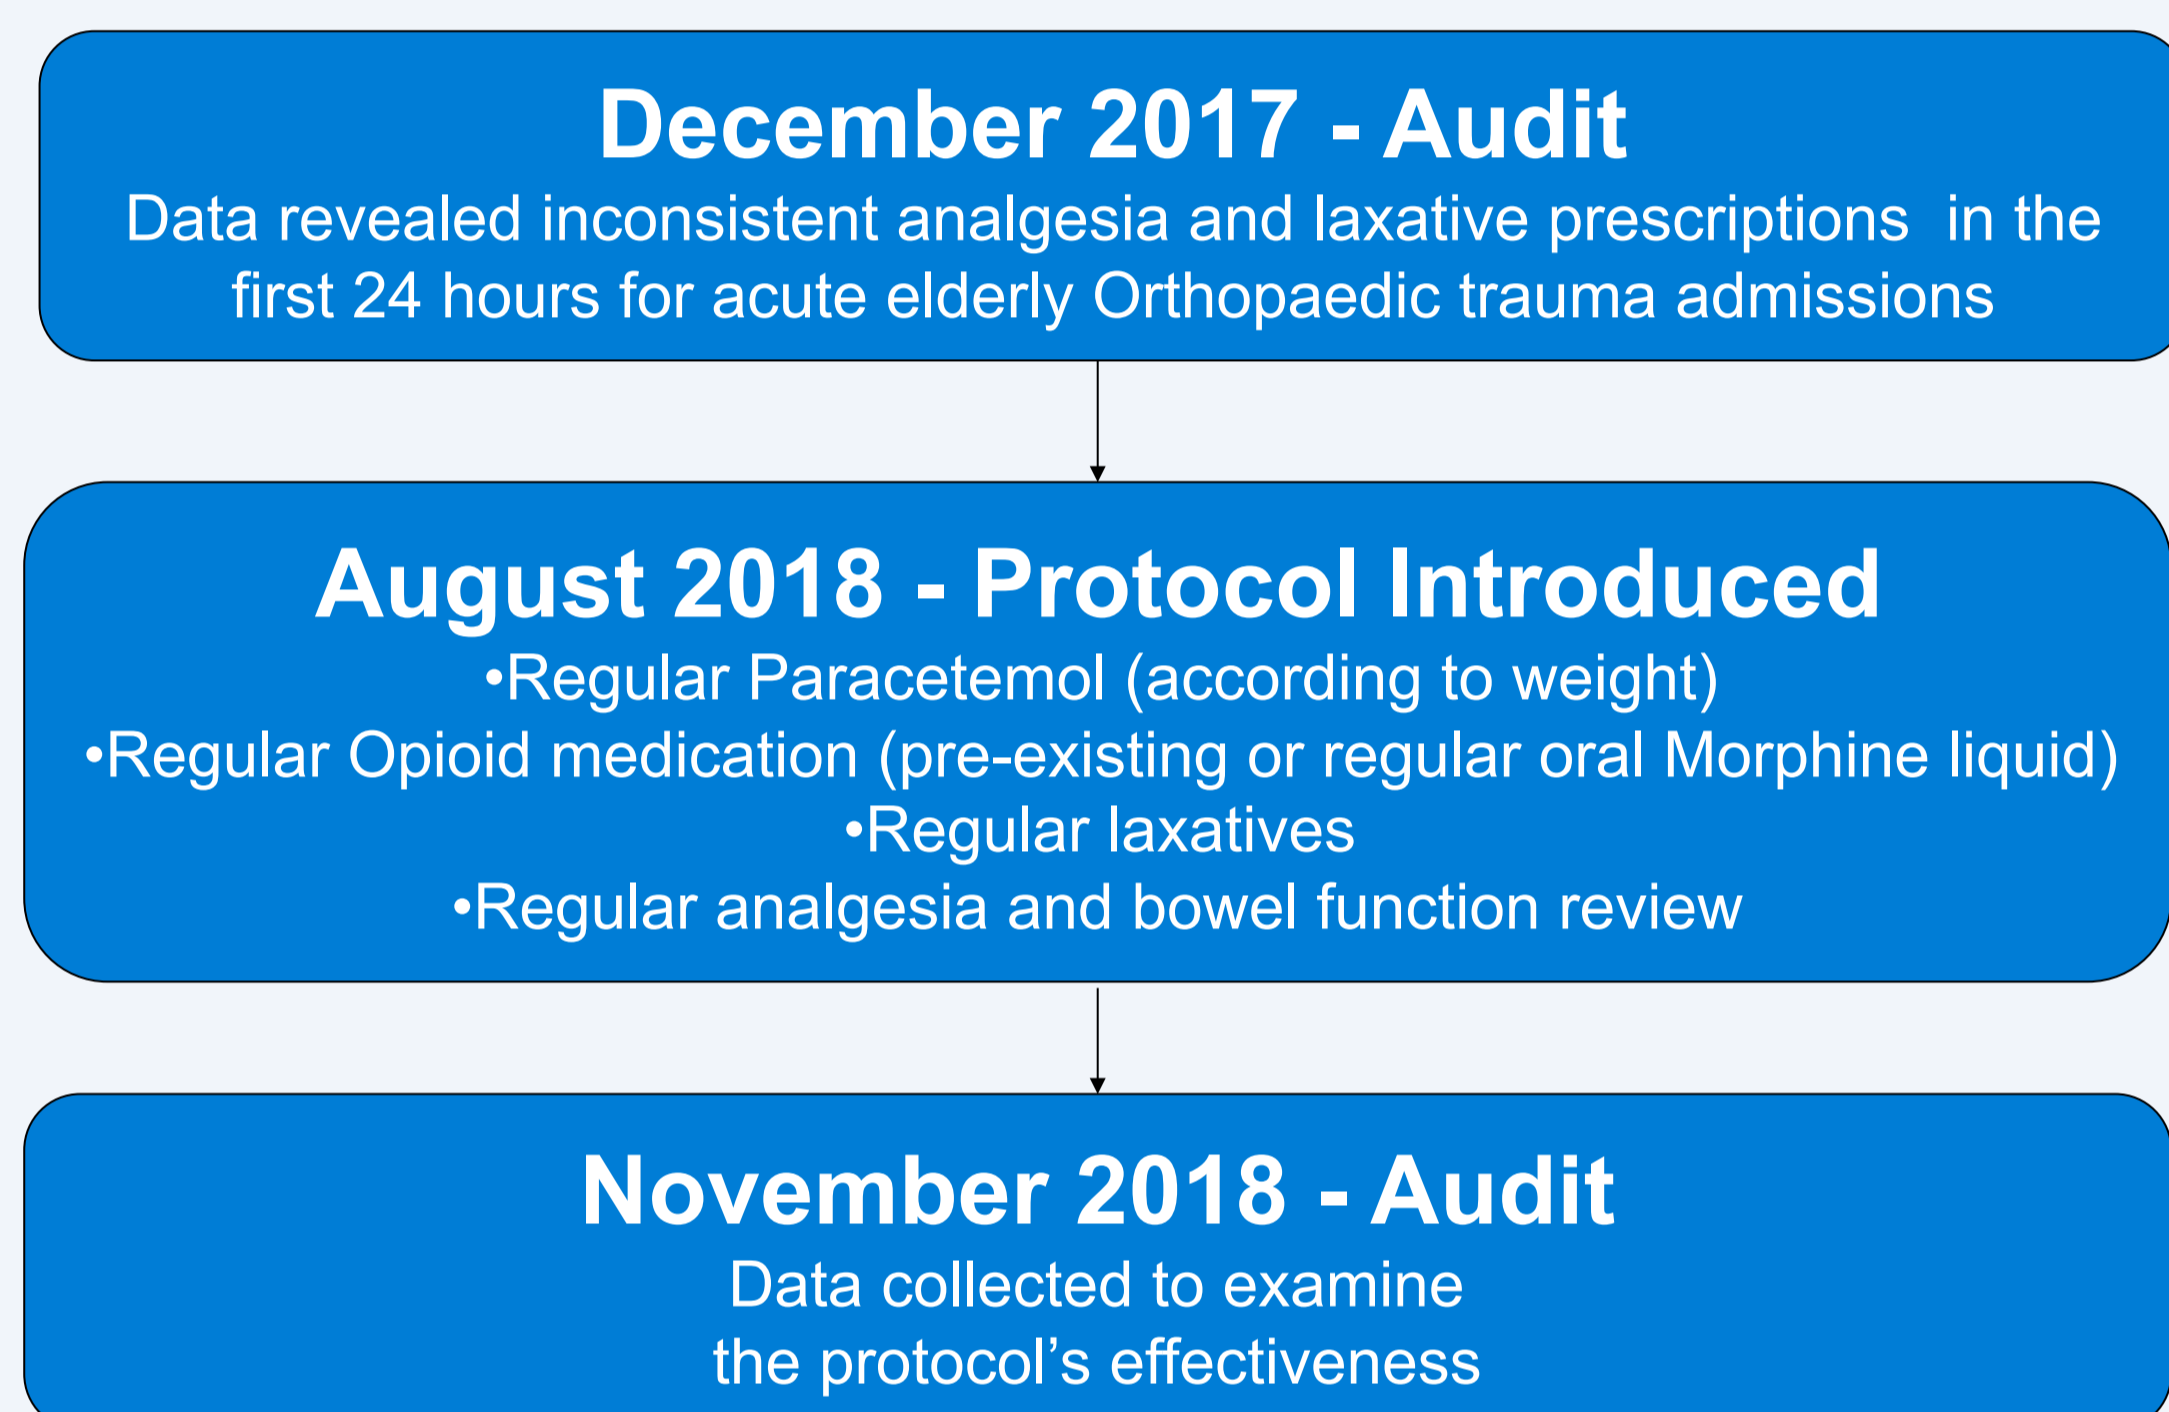 December 2017 - Audit
Data revealed inconsistent analgesia and laxative prescriptions  in the
first 24 hours for acute elderly Orthopaedic trauma admissions
August 2018 - Protocol Introduced
•Regular Paracetemol (according to weight)
•Regular Opioid medication (pre-existing or regular oral Morphine liquid)
•Regular laxatives
•Regular analgesia and bowel function review
November 2018 - Audit
Data collected to examine
the protocol’s effectiveness